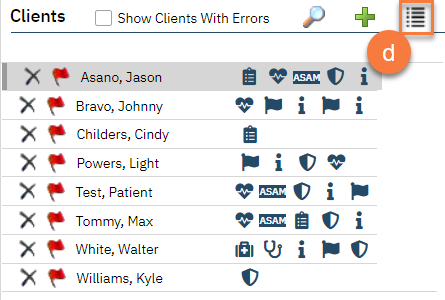 Clients Show Clients With Errors
d
Asano, Jason ASAM
Bravo, Johnny
Childers, Cindy
Powers, Light
Test, Patient ASAM
Tommy, Max ASAM
White, Walter
Williams, Kyle